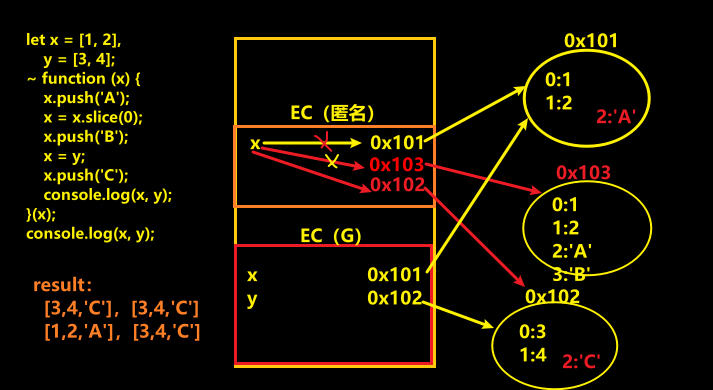 let x = [1, 2],
y = [3, 4];
~ function (x) {
x.push('A');
x = x.slice(0);
x.push('B');
x = y;
x.push('C');
console.log(x, y);
}(x);
console.log(x, y);
result：
[3,4,'C']，[3,4,'C']
[1,2,'A']，[3,4,'C']
EC（匿名）
x
0x101
0x103
0x102
EC（G）
x 0x101
y 0x102
0x101
0:1
1:2
2:'A'
0x103
0:1
1:2
2:'A'
3:'B'
0x102
0:3
1:4
2:'C'